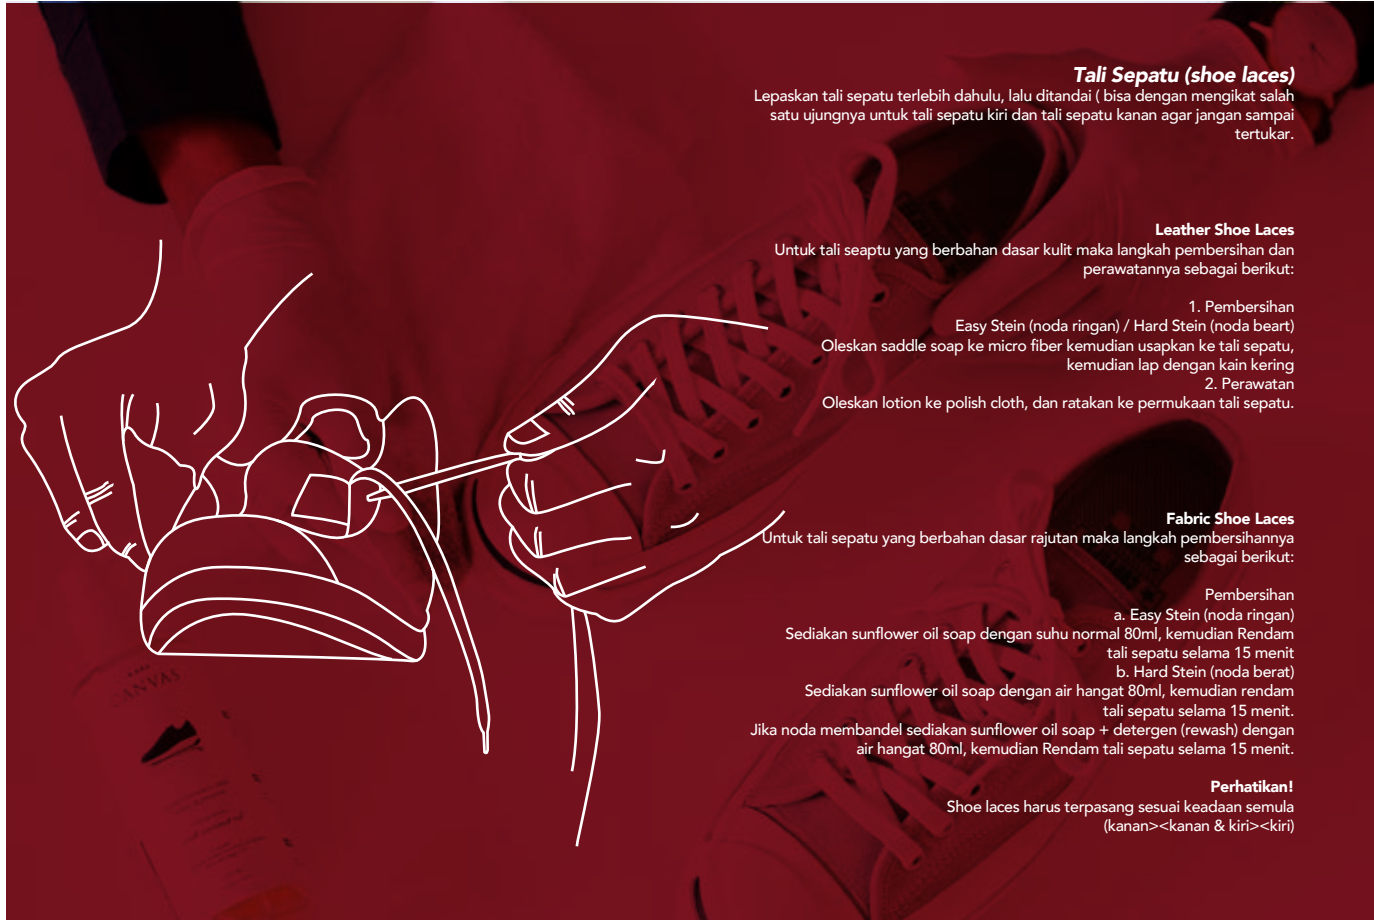 Tali Sepatu (shoe laces)
Lepaskan tali sepatu terlebih dahulu, lalu ditandai ( bisa dengan mengikat salah
satu ujungnya untuk tali sepatu kiri dan tali sepatu kanan agar jangan sampai
tertukar.
Leather Shoe Laces
Untuk tali seaptu yang berbahan dasar kulit maka langkah pembersihan dan
perawatannya sebagai berikut:
1. Pembersihan
Easy Stein (noda ringan) / Hard Stein (noda beart)
Oleskan saddle soap ke micro fiber kemudian usapkan ke tali sepatu,
kemudian lap dengan kain kering
2. Perawatan
Oleskan lotion ke polish cloth, dan ratakan ke permukaan tali sepatu.
Fabric Shoe Laces
Untuk tali sepatu yang berbahan dasar rajutan maka langkah pembersihannya
sebagai berikut:
Pembersihan
a. Easy Stein (noda ringan)
Sediakan sunflower oil soap dengan suhu normal 80ml, kemudian Rendam
tali sepatu selama 15 menit
b. Hard Stein (noda berat)
Sediakan sunflower oil soap dengan air hangat 80ml, kemudian rendam
tali sepatu selama 15 menit.
Jika noda membandel sediakan sunflower oil soap + detergen (rewash) dengan
air hangat 80ml, kemudian Rendam tali sepatu selama 15 menit.
Perhatikan!
Shoe laces harus terpasang sesuai keadaan semula
(kanan><kanan & kiri><kiri)
CANVAS